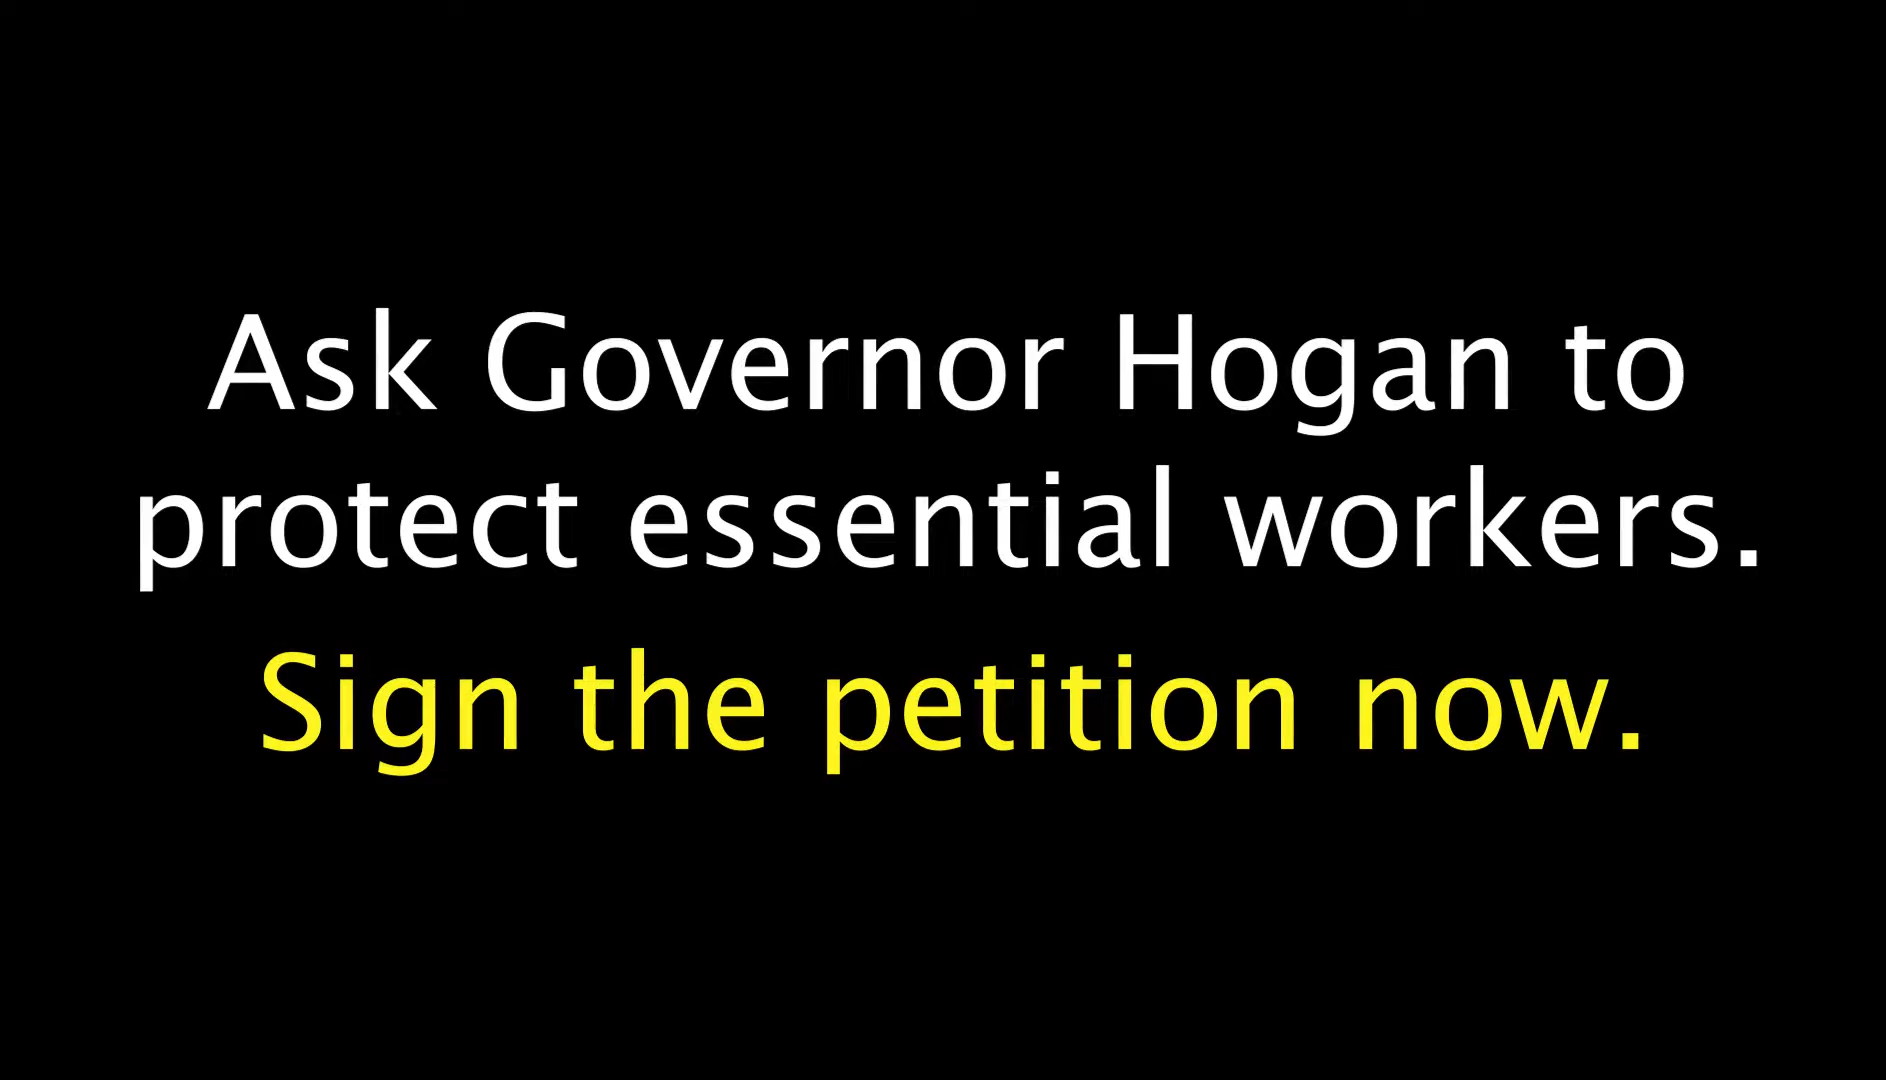 Ask Governor Hogan to
protect essential workers.
Sign the petition now.